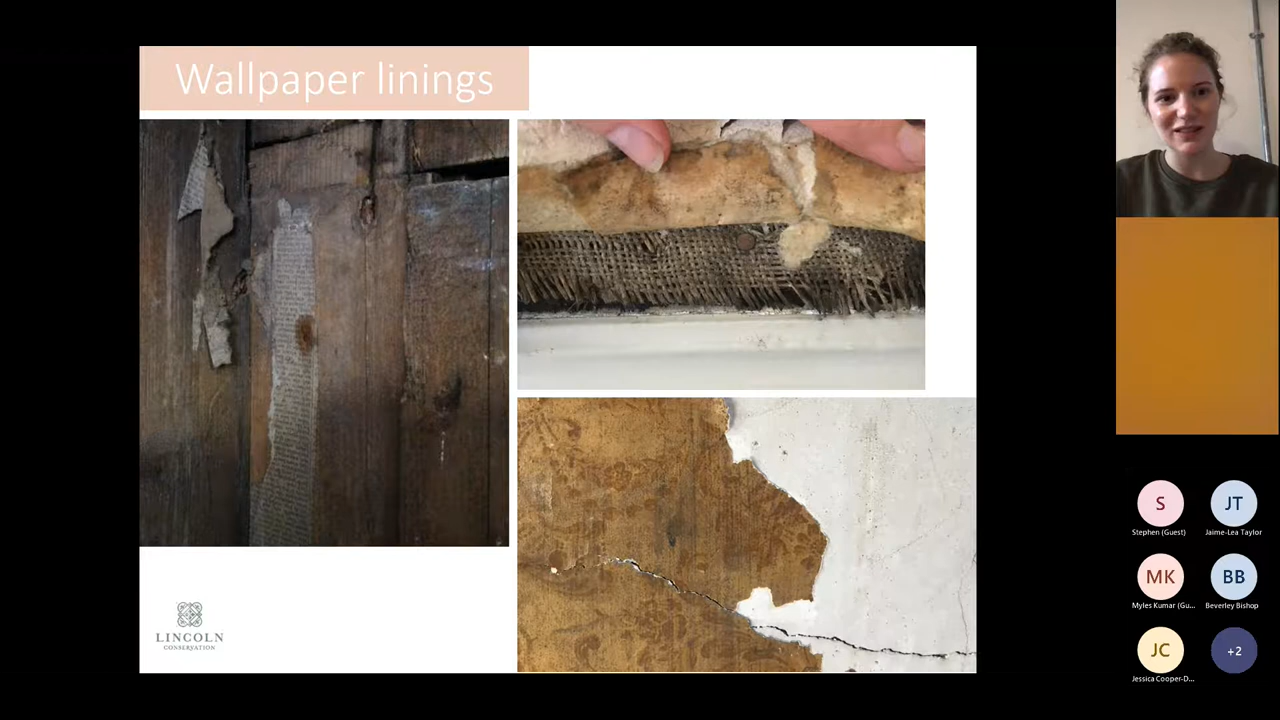 Wallpaper linings
LINCOLN
CONSERVATION
S
JT
Stephen (Guest)
Jaime-Lea Taylor
MK
BB
Myles Kumar (Gu...
Beverley Bishop
JC
+2
Jessica Cooper-D...